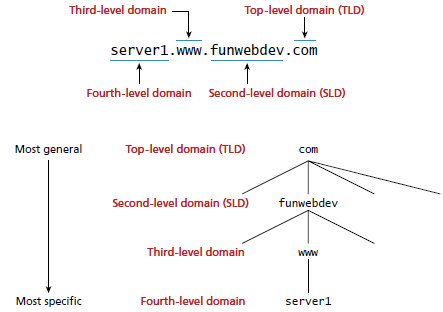 Third-level domain Top-level domain (TLD)
server1.www.funwebdev.com
Fourth-level domain Second-level domain (SLD)
Most general Top-level domain (TLD) com
Second-level domain (SLD) funwebdev
Third-level domain www
Most specific Fourth-level domain server1